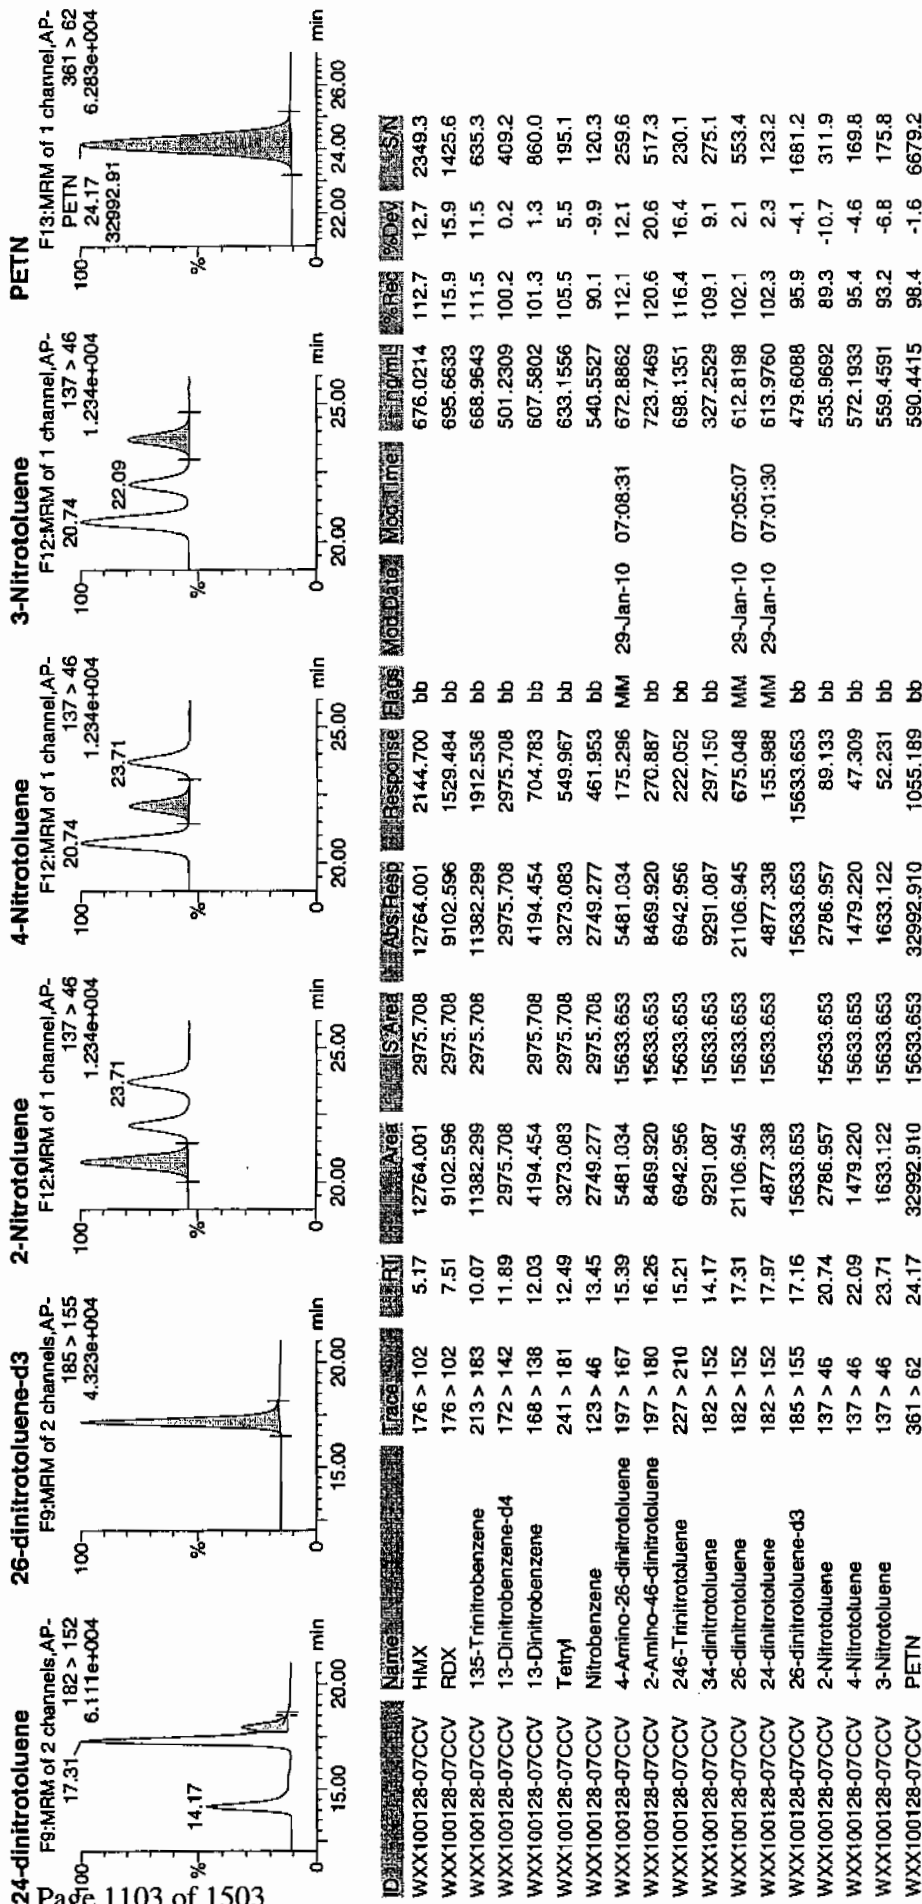 24-dinitrotoluene
F9:MRM of 2 channels,AP-
182 > 152
6.111e+004
17.31
14.17
100
%
0
15.00 20.00 min
26-dinitrotoluene-d3
F9:MRM of 2 channels,AP-
185 > 155
4.323e+004
100
%
0
15.00 20.00 min
2-Nitrotoluene
F12:MRM of 1 channel,AP-
137 > 46
1.234e+004
23.71
100
%
0
20.00 25.00 min
4-Nitrotoluene
F12:MRM of 1 channel,AP-
137 > 46
1.234e+004
20.74
23.71
100
%
0
20.00 25.00 min
3-Nitrotoluene
F12:MRM of 1 channel,AP-
137 > 46
1.234e+004
20.74
22.09
100
%
0
20.00 25.00 min
PETN
F13:MRM of 1 channel,AP-
361 > 62
6.283e+004
PETN
24.17
32992.91
100
%
0
22.00 24.00 26.00 min
ID Name Trace RT Area IS Area Abs Resp Response Flags Mod Date Mod Time ng/mL %Rec %Dev S/N
WXX100128-07CCV HMX 176 > 102 5.17 12764.001 2975.708 12764.001 2144.700 bb 676.0214 112.7 12.7 2349.3
WXX100128-07CCV RDX 176 > 102 7.51 9102.596 2975.708 9102.596 1529.484 bb 695.6633 115.9 15.9 1425.6
WXX100128-07CCV 135-Trinitrobenzene 213 > 183 10.07 11382.299 2975.708 11382.299 1912.536 bb 668.9643 111.5 11.5 635.3
WXX100128-07CCV 13-Dinitrobenzene-d4 172 > 142 11.89 2975.708 2975.708 2975.708 bb 501.2309 100.2 0.2 409.2
WXX100128-07CCV 13-Dinitrobenzene 168 > 138 12.03 4194.454 2975.708 4194.454 704.783 bb 607.5802 101.3 1.3 860.0
WXX100128-07CCV Tetryl 241 > 181 12.49 3273.083 2975.708 3273.083 549.967 bb 633.1556 105.5 5.5 195.1
WXX100128-07CCV Nitrobenzene 123 > 46 13.45 2749.277 2975.708 2749.277 461.953 bb 540.5527 90.1 -9.9 120.3
WXX100128-07CCV 4-Amino-26-dinitrotoluene 197 > 167 15.39 5481.034 15633.653 5481.034 175.296 MM 29-Jan-10 07:08:31 672.8862 112.1 12.1 259.6
WXX100128-07CCV 2-Amino-46-dinitrotoluene 197 > 180 16.26 8469.920 15633.653 8469.920 270.887 bb 723.7469 120.6 20.6 517.3
WXX100128-07CCV 246-Trinitrotoluene 227 > 210 15.21 6942.956 15633.653 6942.956 222.052 bb 698.1351 116.4 16.4 230.1
WXX100128-07CCV 34-dinitrotoluene 182 > 152 14.17 9291.087 15633.653 9291.087 297.150 bb 327.2529 109.1 9.1 275.1
WXX100128-07CCV 26-dinitrotoluene 182 > 152 17.31 21106.945 15633.653 21106.945 675.048 MM 29-Jan-10 07:05:07 612.8198 102.1 2.1 553.4
WXX100128-07CCV 24-dinitrotoluene 182 > 152 17.97 4877.338 15633.653 4877.338 155.988 MM 29-Jan-10 07:01:30 613.9760 102.3 2.3 123.2
WXX100128-07CCV 26-dinitrotoluene-d3 185 > 155 17.16 15633.653 15633.653 15633.653 bb 479.6088 95.9 -4.1 1681.2
WXX100128-07CCV 2-Nitrotoluene 137 > 46 20.74 2786.957 15633.653 2786.957 89.133 bb 535.9692 89.3 -10.7 311.9
WXX100128-07CCV 4-Nitrotoluene 137 > 46 22.09 1479.220 15633.653 1479.220 47.309 bb 572.1933 95.4 -4.6 169.8
WXX100128-07CCV 3-Nitrotoluene 137 > 46 23.71 1633.122 15633.653 1633.122 52.231 bb 559.4591 93.2 -6.8 175.8
WXX100128-07CCV PETN 361 > 62 24.17 32992.910 15633.653 32992.910 1055.189 bb 590.4415 98.4 -1.6 6679.2
Page 1103 of 1503